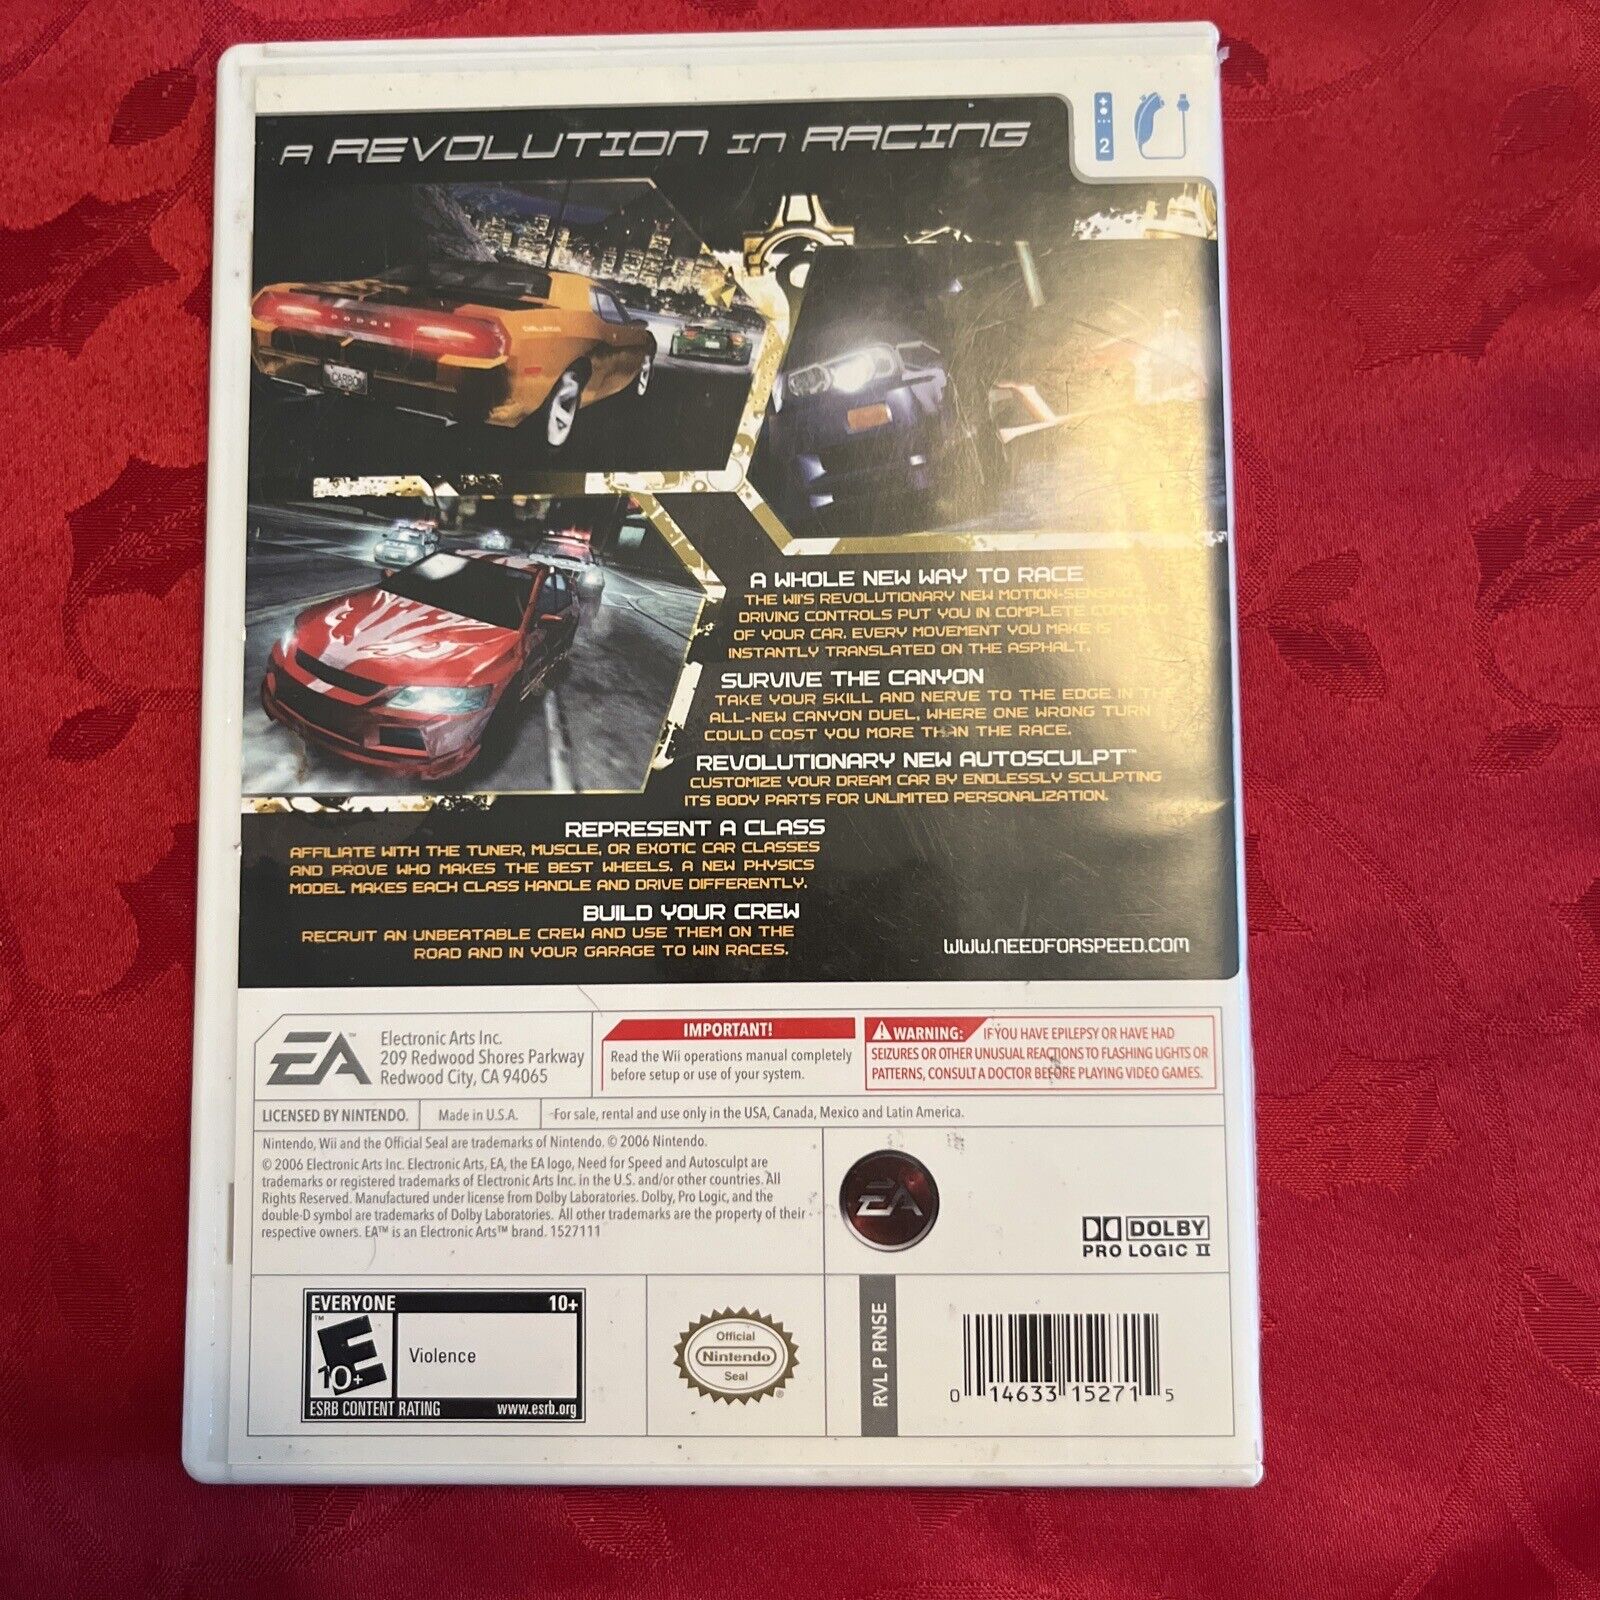 A REVOLUTION IN RACING
2
DODGE
CHALLENGER
CARBON
A WHOLE NEW WAY TO RACE
THE WII'S REVOLUTIONARY NEW MOTION-SENSING
DRIVING CONTROLS PUT YOU IN COMPLETE COMMAND
OF YOUR CAR. EVERY MOVEMENT YOU MAKE IS
INSTANTLY TRANSLATED ON THE ASPHALT.
SURVIVE THE CANYON
TAKE YOUR SKILL AND NERVE TO THE EDGE IN THE
ALL-NEW CANYON DUEL, WHERE ONE WRONG TURN
COULD COST YOU MORE THAN THE RACE.
REVOLUTIONARY NEW AUTOSCULPT™
CUSTOMIZE YOUR DREAM CAR BY ENDLESSLY SCULPTING
ITS BODY PARTS FOR UNLIMITED PERSONALIZATION.
REPRESENT A CLASS
AFFILIATE WITH THE TUNER, MUSCLE, OR EXOTIC CAR CLASSES
AND PROVE WHO MAKES THE BEST WHEELS. A NEW PHYSICS
MODEL MAKES EACH CLASS HANDLE AND DRIVE DIFFERENTLY.
BUILD YOUR CREW
RECRUIT AN UNBEATABLE CREW AND USE THEM ON THE
ROAD AND IN YOUR GARAGE TO WIN RACES.
WWW.NEEDFORSPEED.COM
EA™
Electronic Arts Inc.
209 Redwood Shores Parkway
Redwood City, CA 94065
IMPORTANT!
Read the Wii operations manual completely
before setup or use of your system.
WARNING: IF YOU HAVE EPILEPSY OR HAVE HAD
SEIZURES OR OTHER UNUSUAL REACTIONS TO FLASHING LIGHTS OR
PATTERNS, CONSULT A DOCTOR BEFORE PLAYING VIDEO GAMES.
LICENSED BY NINTENDO.
Made in U.S.A.
For sale, rental and use only in the USA, Canada, Mexico and Latin America.
Nintendo, Wii and the Official Seal are trademarks of Nintendo. © 2006 Nintendo.
© 2006 Electronic Arts Inc. Electronic Arts, EA, the EA logo, Need for Speed and Autosculpt are
trademarks or registered trademarks of Electronic Arts Inc. in the U.S. and/or other countries. All
Rights Reserved. Manufactured under license from Dolby Laboratories. Dolby, Pro Logic, and the
double-D symbol are trademarks of Dolby Laboratories. All other trademarks are the property of their
respective owners. EA™ is an Electronic Arts™ brand. 1527111
EA
DOLBY
PRO LOGIC II
EVERYONE 10+
™
E
10+
Violence
ESRB CONTENT RATING www.esrb.org
Official
Nintendo
Seal
®
RVL P RNSE
0 14633 15271 5